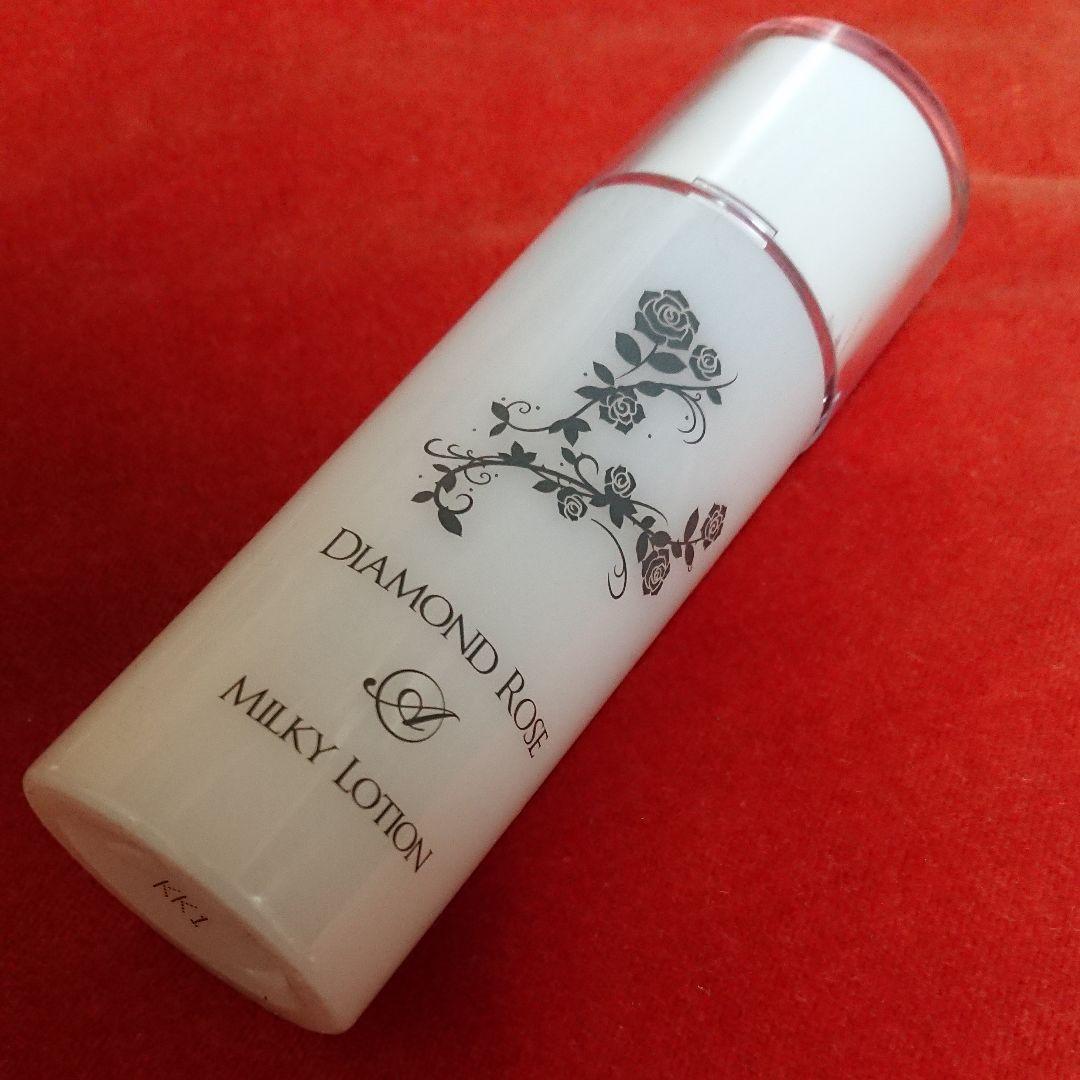 DIAMOND ROSE
A
MILKY LOTION
KK1